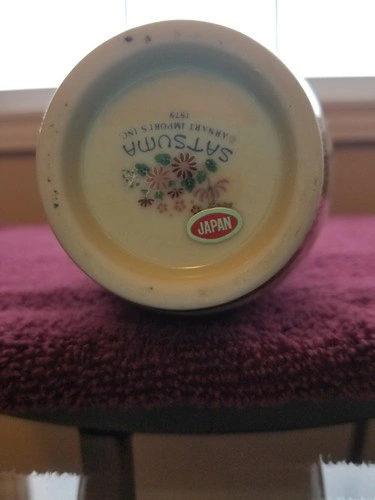 SATSUMA
© ARNART IMPORTS INC
1979
JAPAN